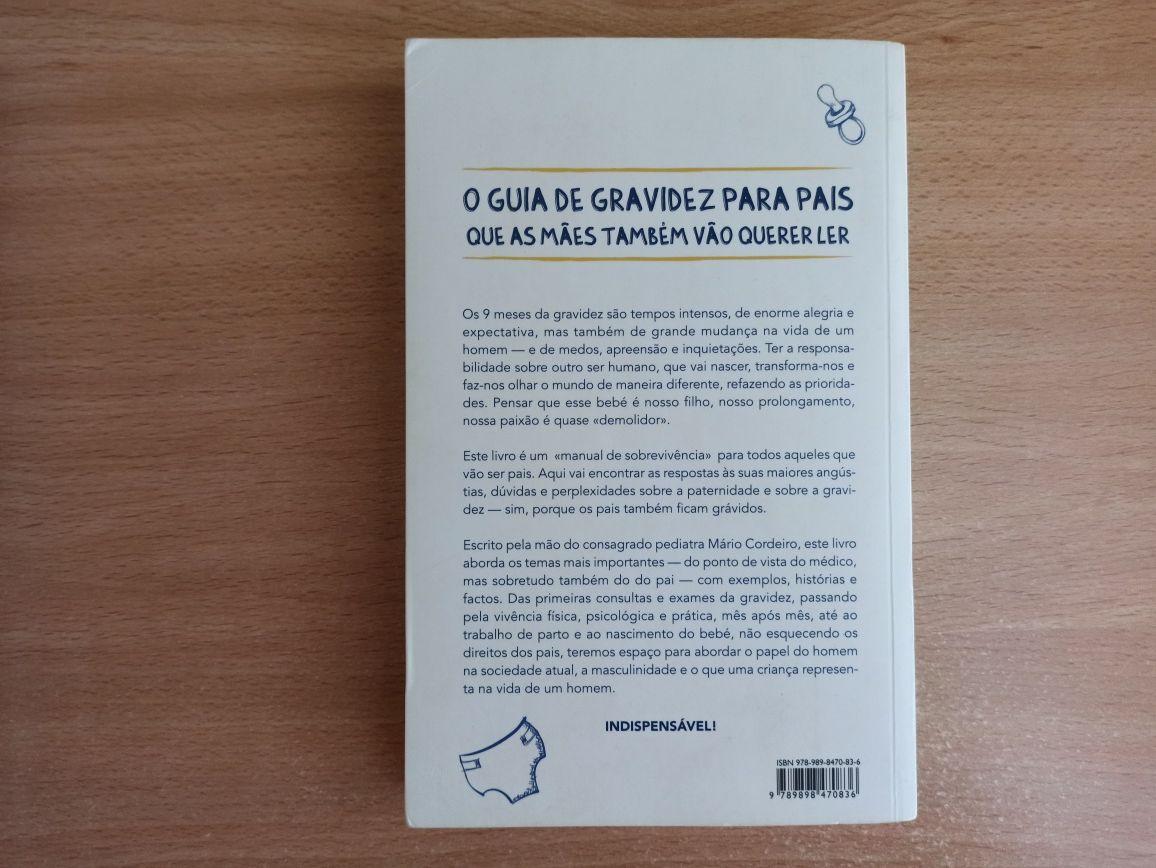 O GUIA DE GRAVIDEZ PARA PAIS
QUE AS MÃES TAMBÉM VÃO QUERER LER
Os 9 meses da gravidez são tempos intensos, de enorme alegria e
expectativa, mas também de grande mudança na vida de um
homem — e de medos, apreensão e inquietações. Ter a responsa-
bilidade sobre outro ser humano, que vai nascer, transforma-nos e
faz-nos olhar o mundo de maneira diferente, refazendo as priorida-
des. Pensar que esse bebé é nosso filho, nosso prolongamento,
nossa paixão é quase «demolidor».
Este livro é um «manual de sobrevivência» para todos aqueles que
vão ser pais. Aqui vai encontrar as respostas às suas maiores angús-
tias, dúvidas e perplexidades sobre a paternidade e sobre a gravi-
dez — sim, porque os pais também ficam grávidos.
Escrito pela mão do consagrado pediatra Mário Cordeiro, este livro
aborda os temas mais importantes — do ponto de vista do médico,
mas sobretudo também do do pai — com exemplos, histórias e
factos. Das primeiras consultas e exames da gravidez, passando
pela vivência física, psicológica e prática, mês após mês, até ao
trabalho de parto e ao nascimento do bebé, não esquecendo os
direitos dos pais, teremos espaço para abordar o papel do homem
na sociedade atual, a masculinidade e o que uma criança represen-
ta na vida de um homem.
INDISPENSÁVEL!
ISBN 978-989-8470-83-6
9 789898 470836